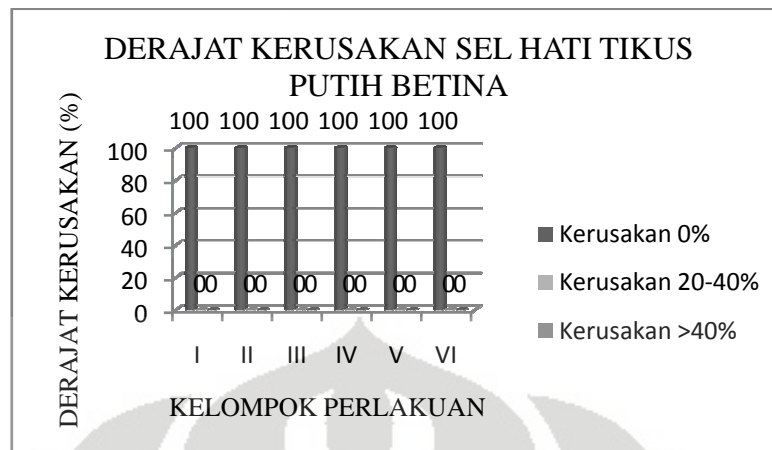 DERAJAT KERUSAKAN SEL HATI TIKUS
PUTIH BETINA
DERAJAT KERUSAKAN (%)
100 100 100 100 100 100
100
80
60
40
20
0
00 00 00 00 00 00
I II III IV V VI
KELOMPOK PERLAKUAN
Kerusakan 0%
Kerusakan 20-40%
Kerusakan >40%